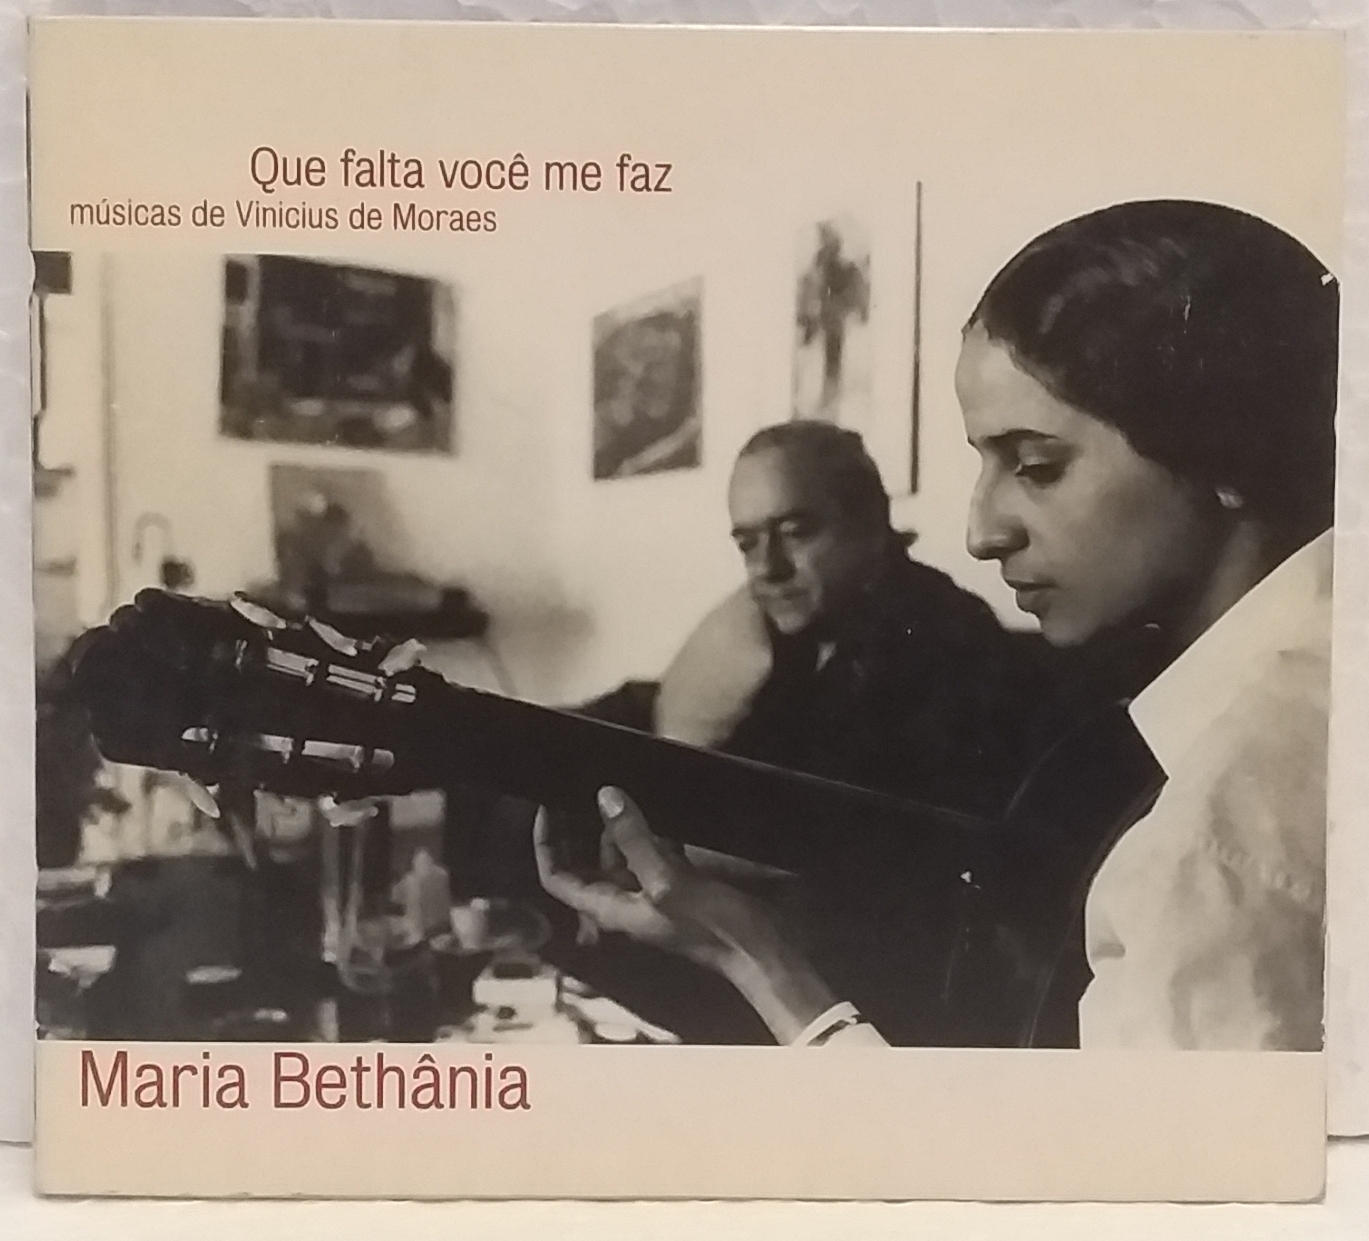 Que falta você me faz
músicas de Vinicius de Moraes
Maria Bethânia